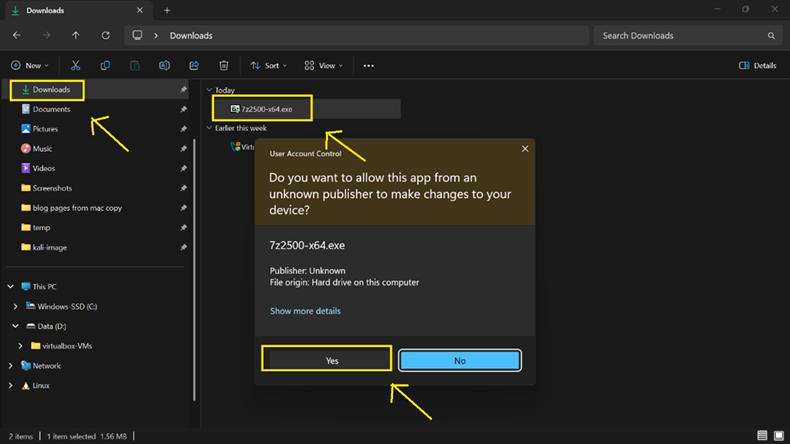 Downloads
Downloads
Search Downloads
New
Sort
View
Details
Downloads
Documents
Pictures
Music
Videos
Screenshots
blog pages from mac copy
temp
kali-image
This PC
Windows-SSD (C:)
Data (D:)
virtualbox-VMs
Network
Linux
Today
7z2500-x64.exe
Earlier this week
Virtu
User Account Control
Do you want to allow this app from an
unknown publisher to make changes to your
device?
7z2500-x64.exe
Publisher: Unknown
File origin: Hard drive on this computer
Show more details
Yes
No
2 items
1 item selected 1.56 MB